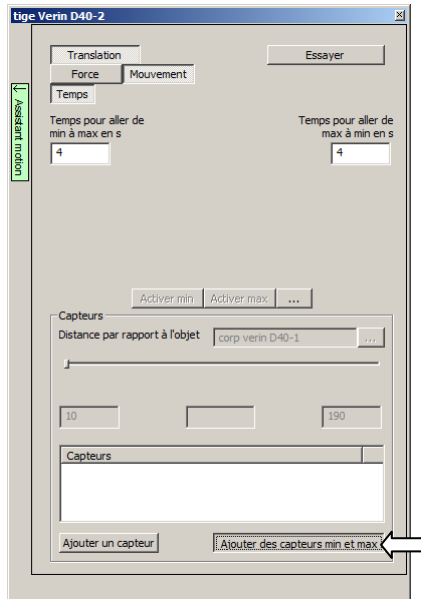 tige Verin D40-2
Translation
Essayer
Force
Mouvement
Temps
Assistant motion
Temps pour aller de
min à max en s
Temps pour aller de
max à min en s
4
4
Activer min
Activer max
...
Capteurs
Distance par rapport à l'objet
corp verin D40-1
...
10
190
Capteurs
Ajouter un capteur
Ajouter des capteurs min et max